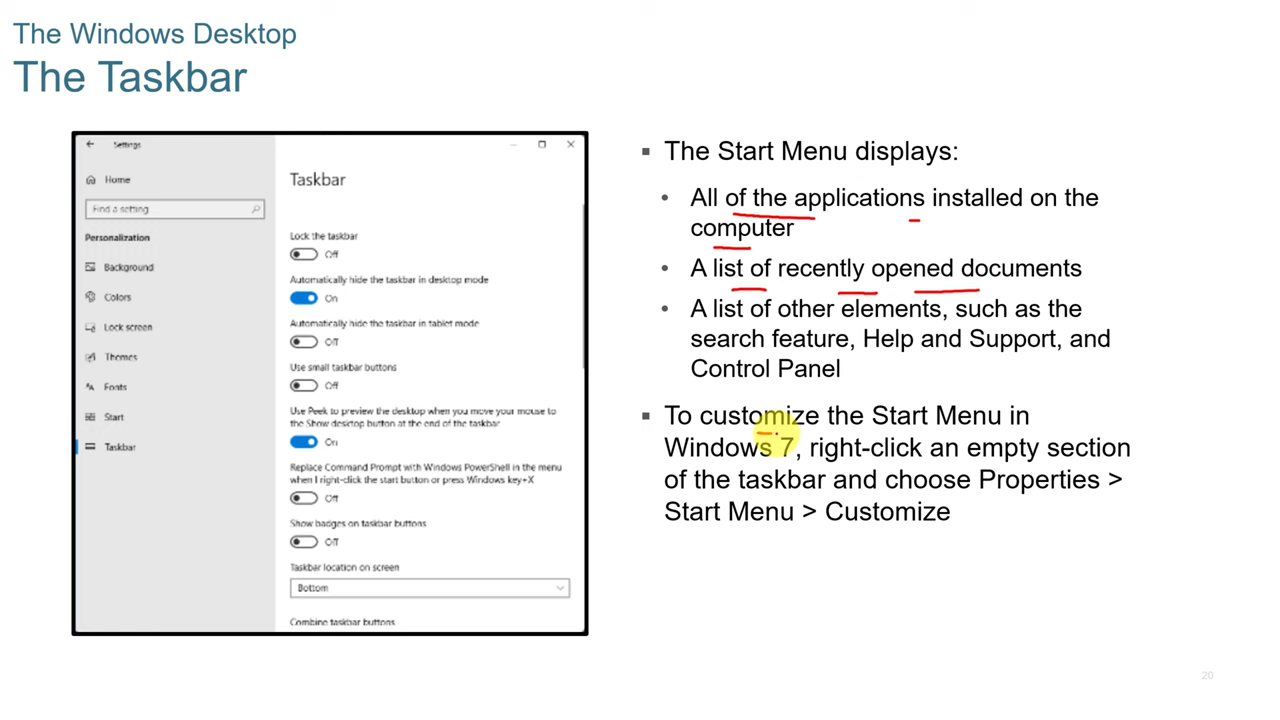 The Windows Desktop
The Taskbar
Settings
Home
Find a setting
Personalization
Background
Colors
Lock screen
Themes
Fonts
Start
Taskbar
Taskbar
Lock the taskbar
Off
Automatically hide the taskbar in desktop mode
On
Automatically hide the taskbar in tablet mode
Off
Use small taskbar buttons
Off
Use Peek to preview the desktop when you move your mouse to
the Show desktop button at the end of the taskbar
On
Replace Command Prompt with Windows PowerShell in the menu
when I right-click the start button or press Windows key+X
Off
Show badges on taskbar buttons
Off
Taskbar location on screen
Bottom
Combine taskbar buttons
▪ The Start Menu displays:
• All of the applications installed on the
computer
• A list of recently opened documents
• A list of other elements, such as the
search feature, Help and Support, and
Control Panel
▪ To customize the Start Menu in
Windows 7, right-click an empty section
of the taskbar and choose Properties >
Start Menu > Customize
20